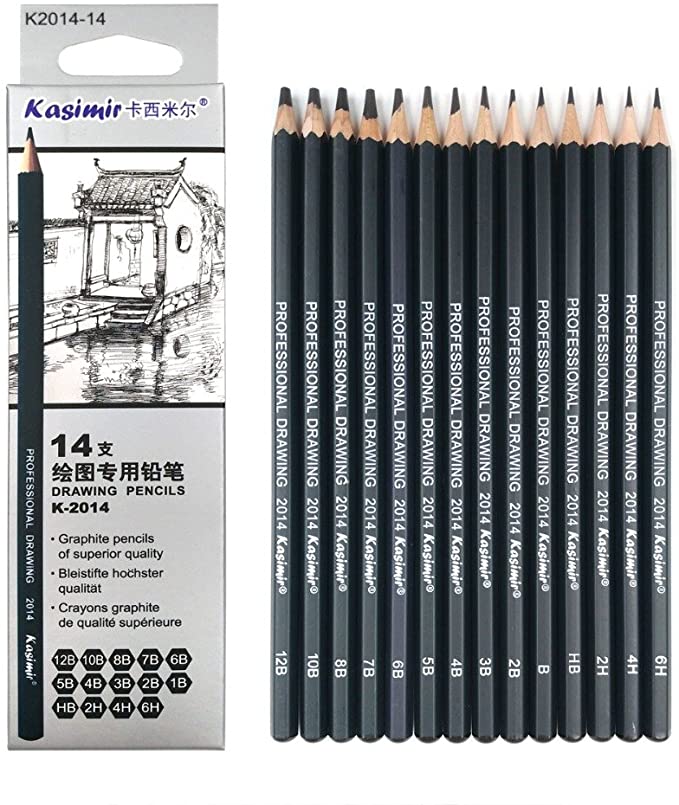 K2014-14
Kasimir 卡西米尔®
14支
绘图专用铅笔
DRAWING PENCILS
K-2014
• Graphite pencils
of superior quality
• Bleistifte höchster
qualität
• Crayons graphite
de qualité supérieure
12B 10B 8B 7B 6B
5B 4B 3B 2B 1B
HB 2H 4H 6H
PROFESSIONAL DRAWING 2014 Kasimir®
PROFESSIONAL DRAWING 2014 Kasimir® 12B
PROFESSIONAL DRAWING 2014 Kasimir® 10B
PROFESSIONAL DRAWING 2014 Kasimir® 8B
PROFESSIONAL DRAWING 2014 Kasimir® 7B
PROFESSIONAL DRAWING 2014 Kasimir® 6B
PROFESSIONAL DRAWING 2014 Kasimir® 5B
PROFESSIONAL DRAWING 2014 Kasimir® 4B
PROFESSIONAL DRAWING 2014 Kasimir® 3B
PROFESSIONAL DRAWING 2014 Kasimir® 2B
PROFESSIONAL DRAWING 2014 Kasimir® B
PROFESSIONAL DRAWING 2014 Kasimir® HB
PROFESSIONAL DRAWING 2014 Kasimir® 2H
PROFESSIONAL DRAWING 2014 Kasimir® 4H
PROFESSIONAL DRAWING 2014 Kasimir® 6H